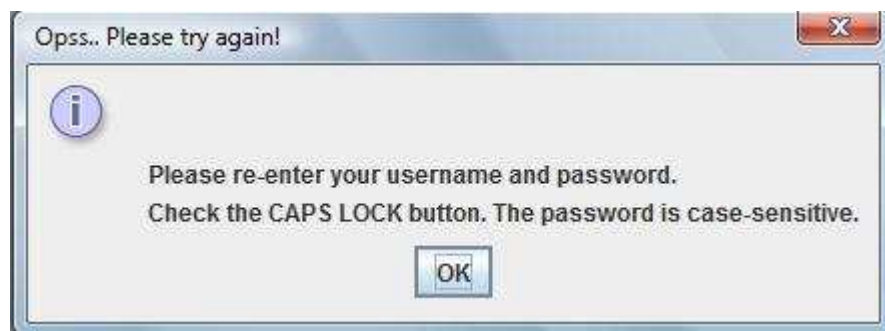 Opss.. Please try again!
Please re-enter your username and password.
Check the CAPS LOCK button. The password is case-sensitive.
OK